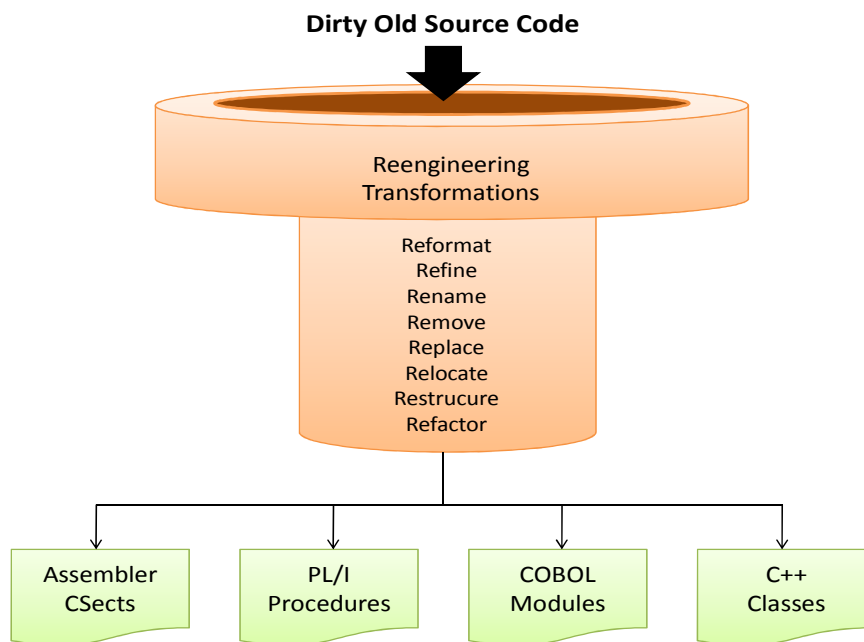 Dirty Old Source Code
Reengineering
Transformations
Reformat
Refine
Rename
Remove
Replace
Relocate
Restrucure
Refactor
Assembler
CSects
PL/I
Procedures
COBOL
Modules
C++
Classes